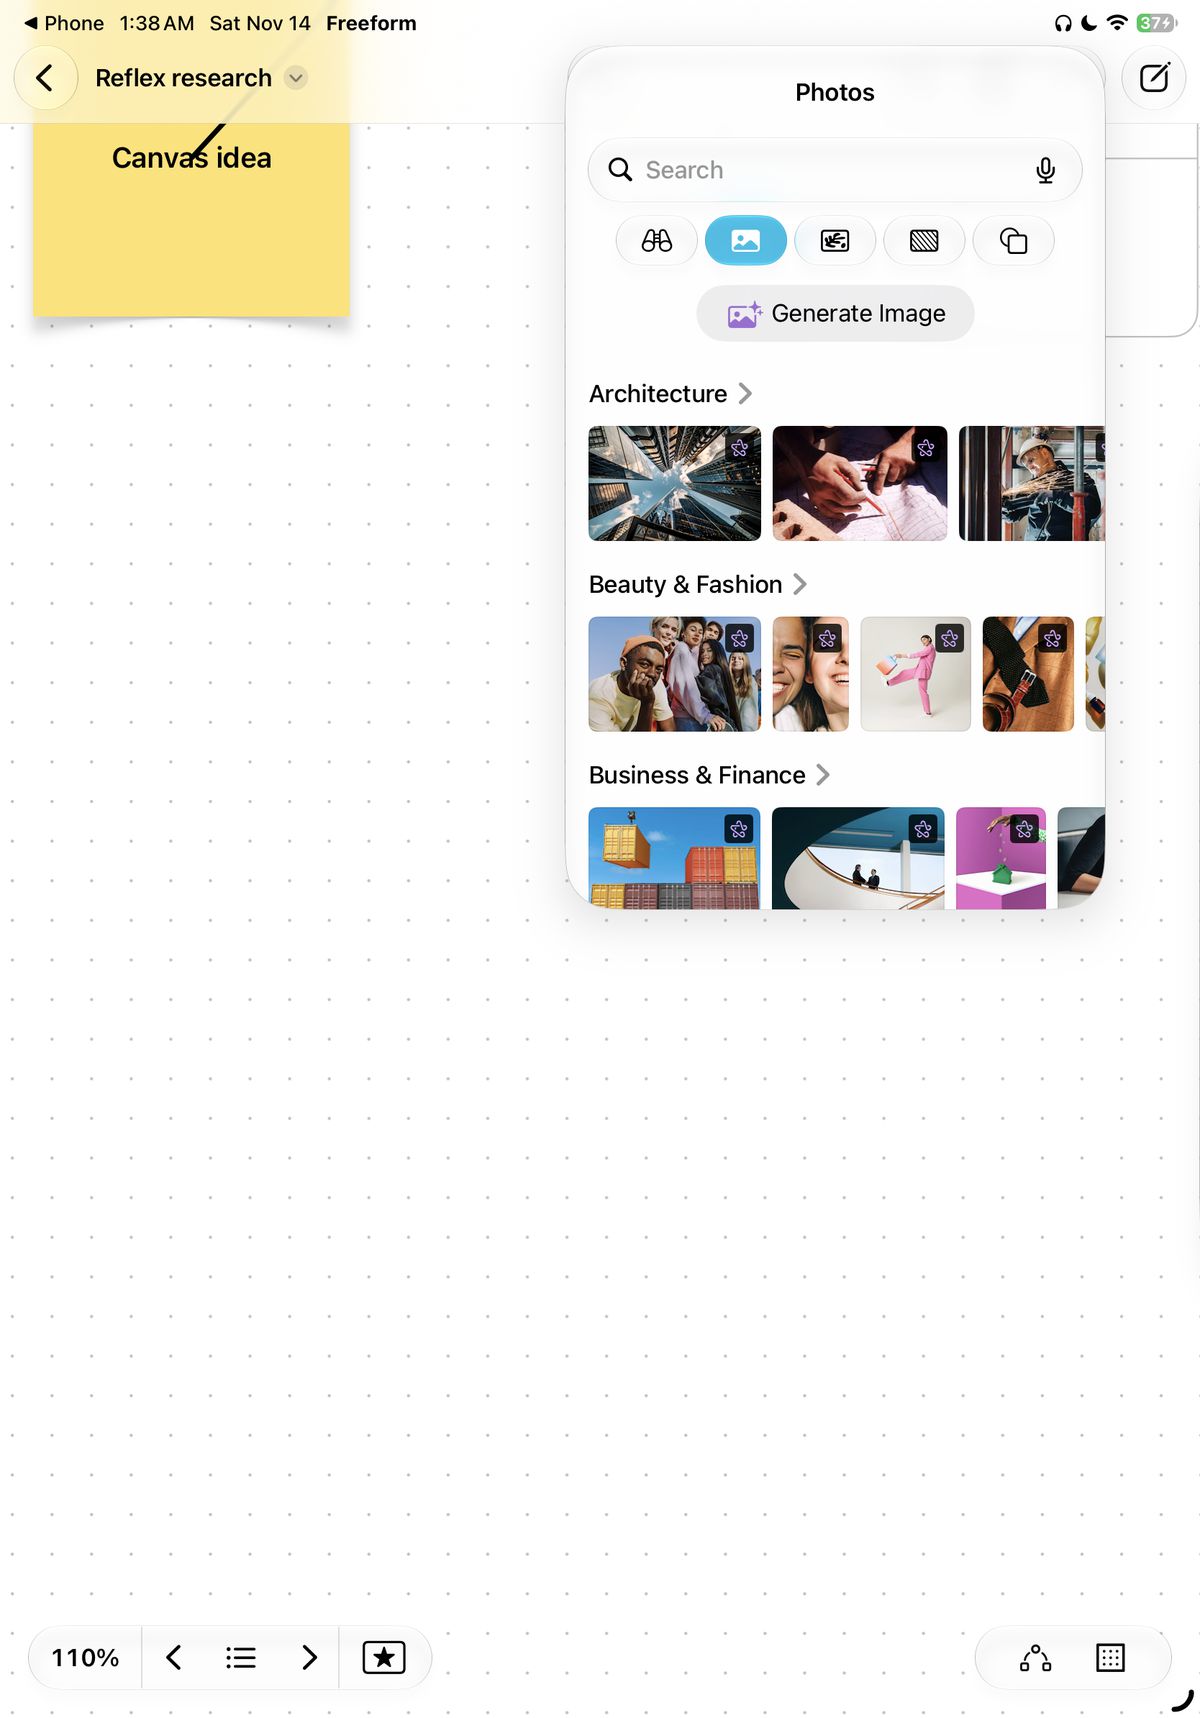 Phone 1:38 AM Sat Nov 14 Freeform
37
Reflex research
Canvas idea
Photos
Search
Generate Image
Architecture
Beauty & Fashion
Business & Finance
110%